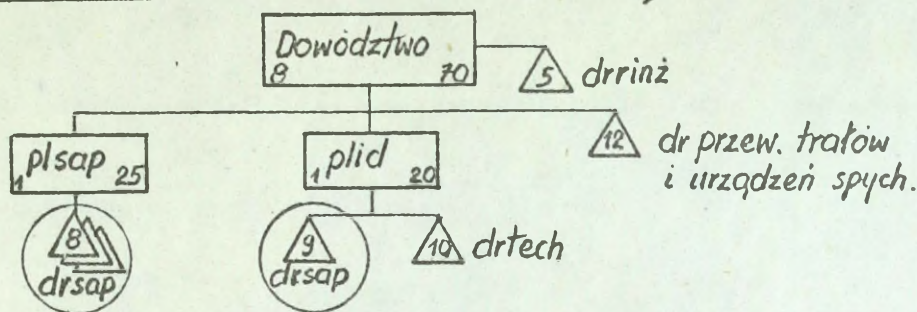 Dowództwo
8 70
5 drrinż
plsap
1 25
plid
1 20
12 dr przew. trałów
i urządzeń spych.
8
drsap
9
drsap
10 drtech